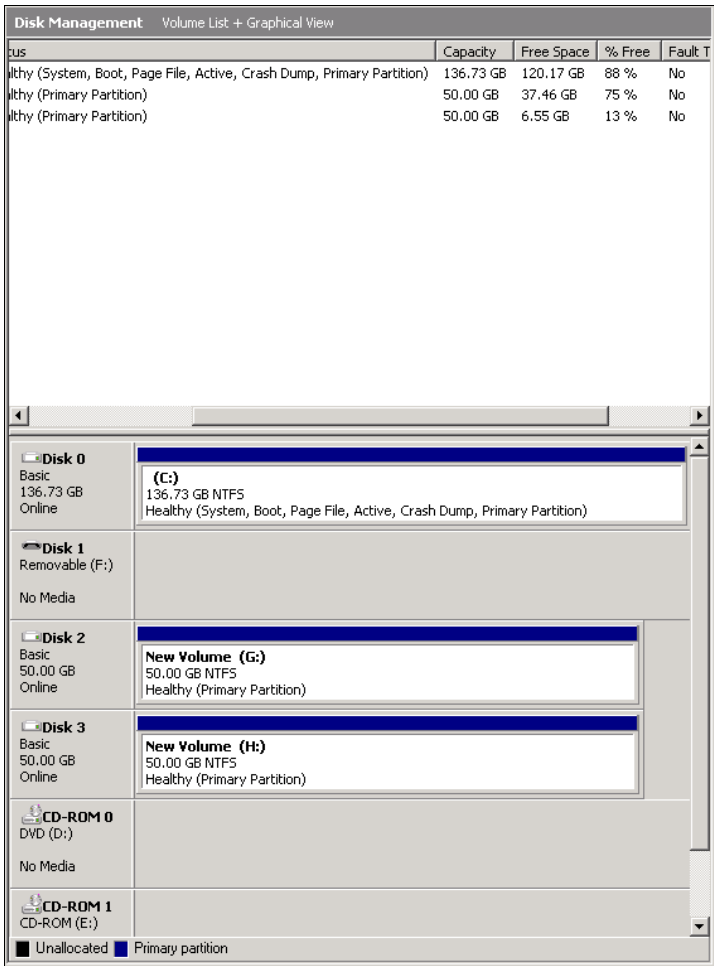 Disk Management Volume List + Graphical View
tus Capacity Free Space % Free Fault T
lthy (System, Boot, Page File, Active, Crash Dump, Primary Partition) 136.73 GB 120.17 GB 88 % No
lthy (Primary Partition) 50.00 GB 37.46 GB 75 % No
lthy (Primary Partition) 50.00 GB 6.55 GB 13 % No
Disk 0
Basic
136.73 GB
Online
(C:)
136.73 GB NTFS
Healthy (System, Boot, Page File, Active, Crash Dump, Primary Partition)
Disk 1
Removable (F:)
No Media
Disk 2
Basic
50.00 GB
Online
New Volume (G:)
50.00 GB NTFS
Healthy (Primary Partition)
Disk 3
Basic
50.00 GB
Online
New Volume (H:)
50.00 GB NTFS
Healthy (Primary Partition)
CD-ROM 0
DVD (D:)
No Media
CD-ROM 1
CD-ROM (E:)
Unallocated Primary partition